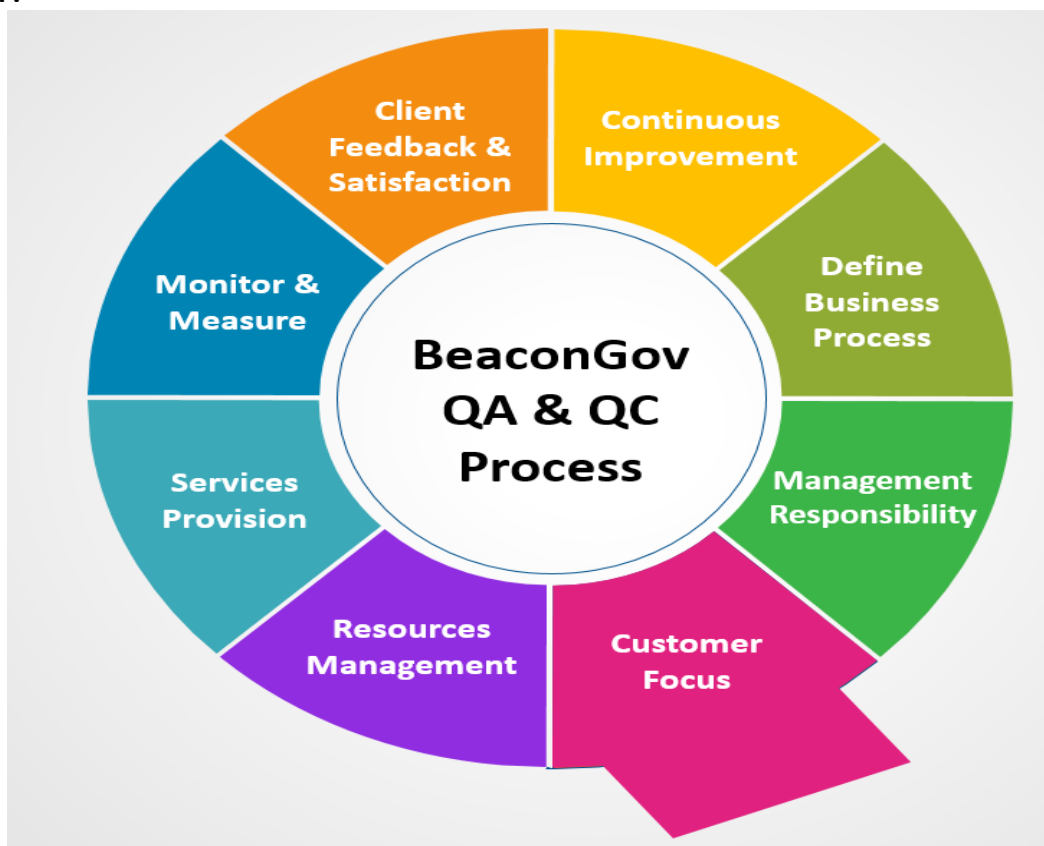 Client
Feedback &
Satisfaction
Continuous
Improvement
Define
Business
Process
Management
Responsibility
Customer
Focus
Resources
Management
Services
Provision
Monitor &
Measure
BeaconGov
QA & QC
Process